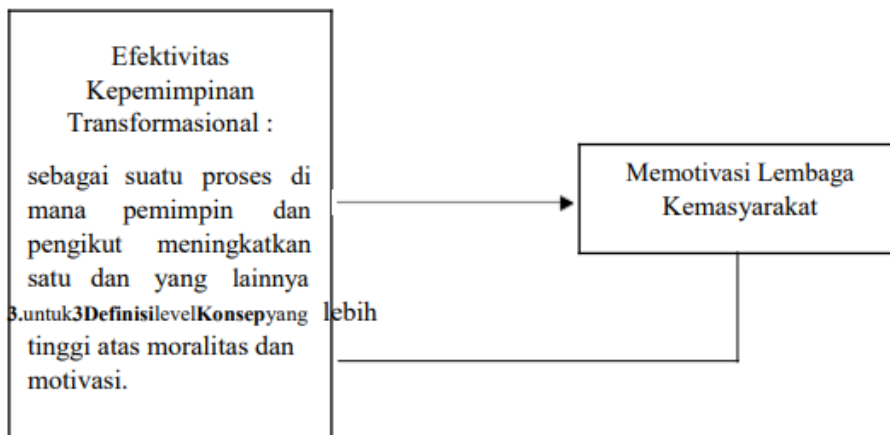 Efektivitas
Kepemimpinan
Transformasional :
sebagai suatu proses di
mana pemimpin dan
pengikut meningkatkan
satu dan yang lainnya
3.untuk3DefinisilevelKonsepyang lebih
tinggi atas moralitas dan
motivasi.
Memotivasi Lembaga
Kemasyarakat